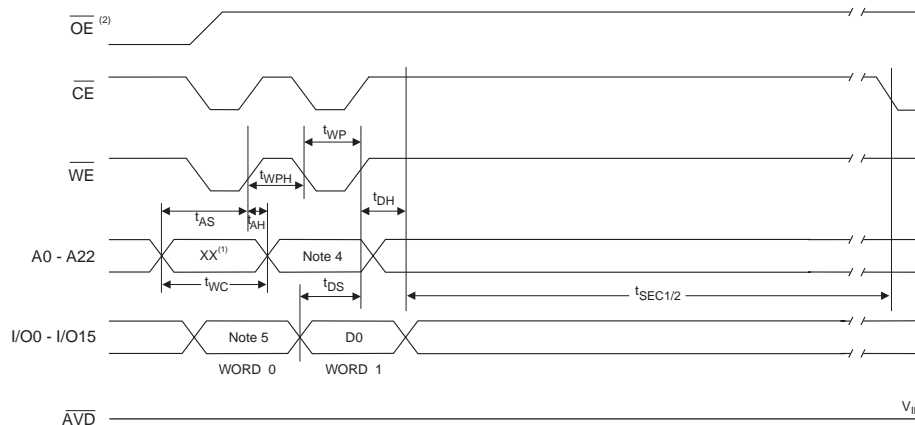 OE (2)
CE
tWP
WE
tWPH
tDH
tAS
tAH
A0 - A22
XX(1)
Note 4
tWC
tDS
tSEC1/2
I/O0 - I/O15
Note 5
D0
WORD 0
WORD 1
AVD